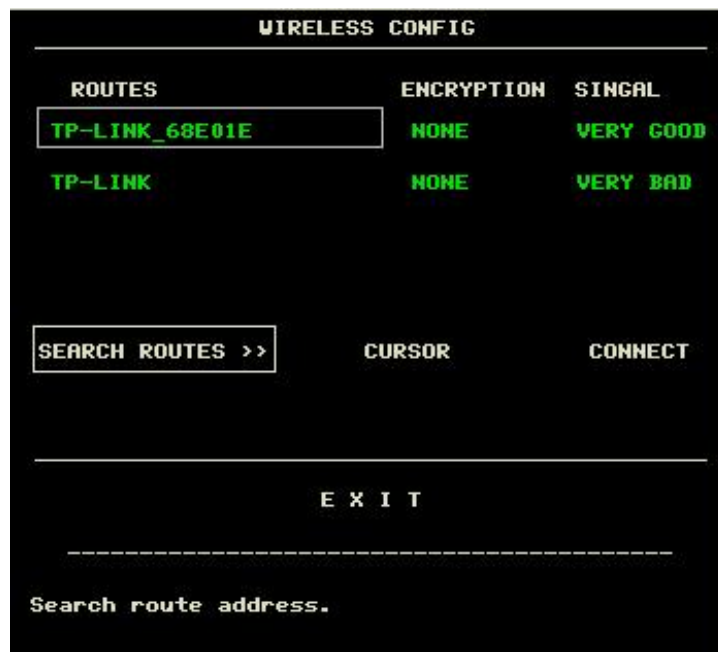 WIRELESS CONFIG
ROUTES ENCRYPTION SINGAL
TP-LINK_68E01E NONE VERY GOOD
TP-LINK NONE VERY BAD
SEARCH ROUTES >> CURSOR CONNECT
E X I T
Search route address.